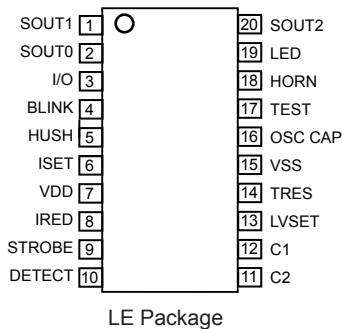 SOUT1 1 20 SOUT2
SOUT0 2 19 LED
I/O 3 18 HORN
BLINK 4 17 TEST
HUSH 5 16 OSC CAP
ISET 6 15 VSS
VDD 7 14 TRES
IRED 8 13 LVSET
STROBE 9 12 C1
DETECT 10 11 C2
LE Package